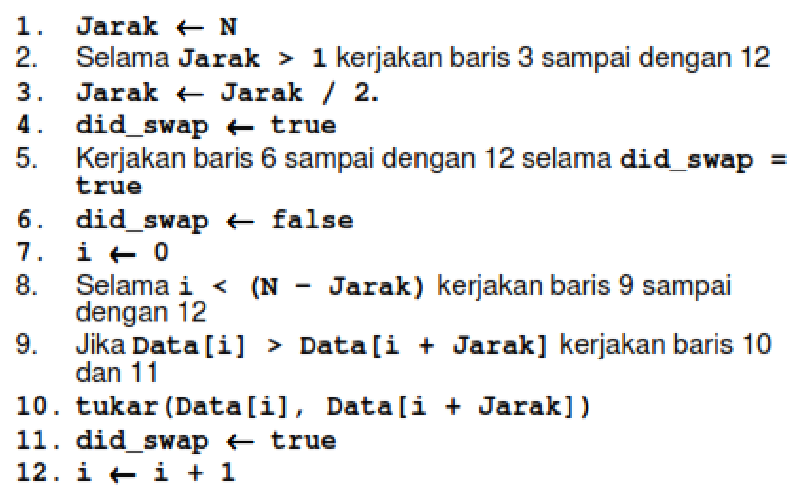 1. Jarak ← N
2. Selama Jarak > 1 kerjakan baris 3 sampai dengan 12
3. Jarak ← Jarak / 2.
4. did_swap ← true
5. Kerjakan baris 6 sampai dengan 12 selama did_swap =
true
6. did_swap ← false
7. i ← 0
8. Selama i < (N - Jarak) kerjakan baris 9 sampai
dengan 12
9. Jika Data[i] > Data[i + Jarak] kerjakan baris 10
dan 11
10. tukar(Data[i], Data[i + Jarak])
11. did_swap ← true
12. i ← i + 1